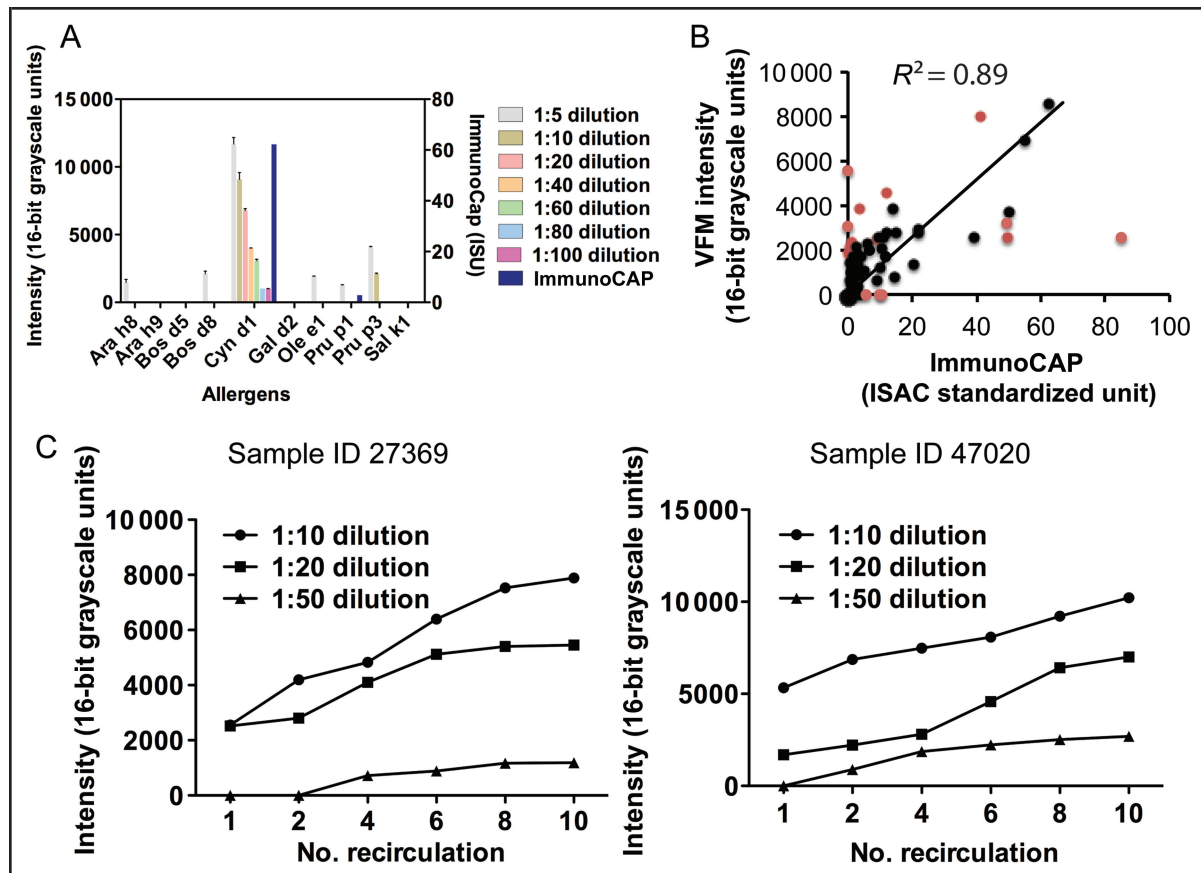 A
Intensity (16-bit grayscale units)
15 000
10 000
5000
0
80
60
40
20
0
ImmunoCap (ISU)
Ara h8
Ara h9
Bos d5
Bos d8
Cyn d1
Gal d2
Ole e1
Pru p1
Pru p3
Sal k1
Allergens
1:5 dilution
1:10 dilution
1:20 dilution
1:40 dilution
1:60 dilution
1:80 dilution
1:100 dilution
ImmunoCAP
B
VFM intensity
(16-bit grayscale units)
R² = 0.89
10 000
8000
6000
4000
2000
0
0 20 40 60 80 100
ImmunoCAP
(ISAC standardized unit)
C
Sample ID 27369
Intensity (16-bit grayscale units)
10 000
8000
6000
4000
2000
0
1:10 dilution
1:20 dilution
1:50 dilution
1 2 4 6 8 10
No. recirculation
Sample ID 47020
Intensity (16-bit grayscale units)
15 000
10 000
5000
0
1:10 dilution
1:20 dilution
1:50 dilution
1 2 4 6 8 10
No. recirculation